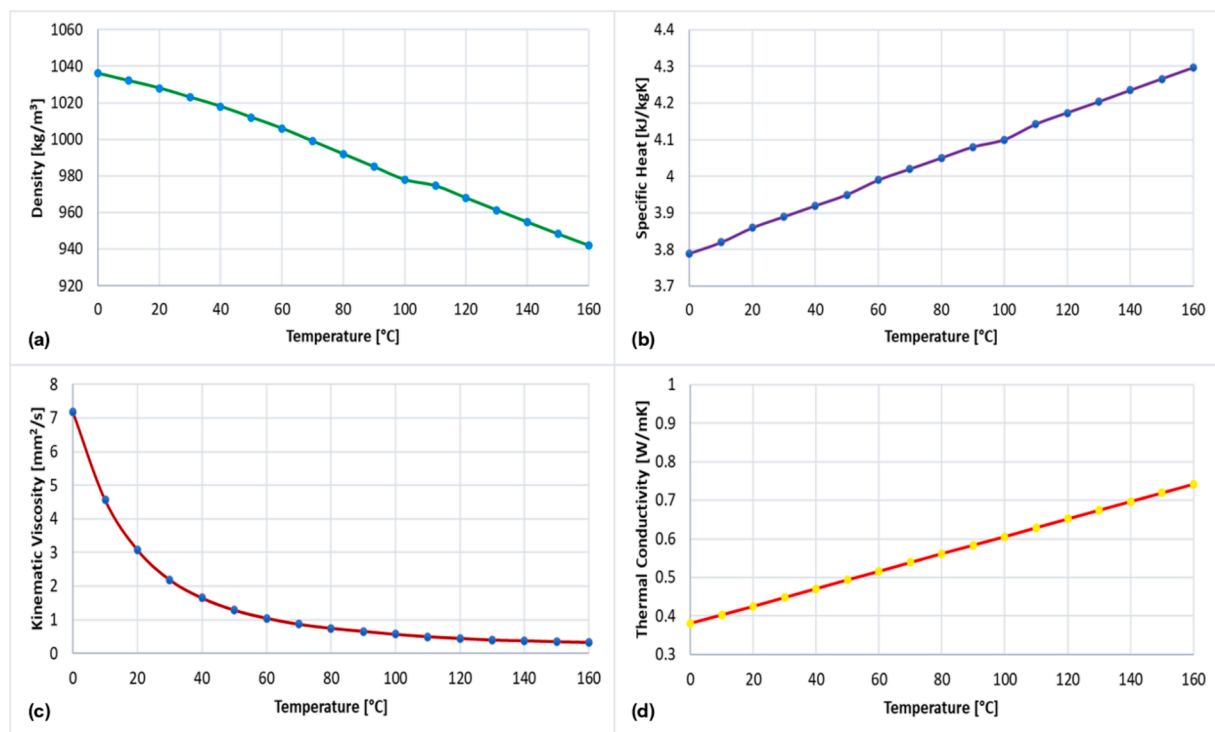 1060
1040
1020
1000
980
960
940
920
Density [kg/m³]
0 20 40 60 80 100 120 140 160
Temperature [°C]
(a)
4.4
4.3
4.2
4.1
4
3.9
3.8
3.7
Specific Heat [kJ/kgK]
0 20 40 60 80 100 120 140 160
Temperature [°C]
(b)
8
7
6
5
4
3
2
1
0
Kinematic Viscosity [mm²/s]
0 20 40 60 80 100 120 140 160
Temperature [°C]
(c)
1
0.9
0.8
0.7
0.6
0.5
0.4
0.3
Thermal Conductivity [W/mK]
0 20 40 60 80 100 120 140 160
Temperature [°C]
(d)